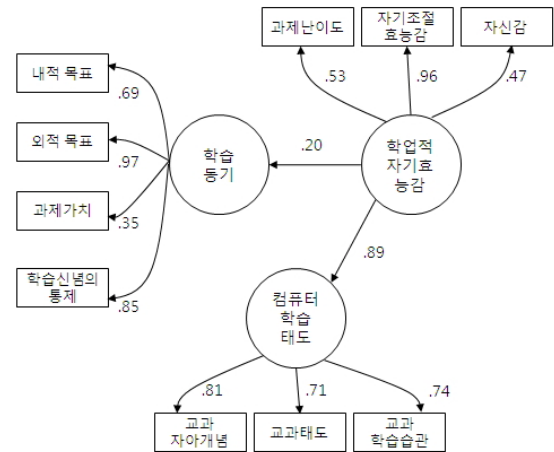 과제난이도
자기조절
효능감
자신감
.53
.96
.47
내적 목표
.69
외적 목표
.97
과제가치
.35
학습신념의
통제
.85
학습
동기
.20
학업적
자기효
능감
.89
컴퓨터
학습
태도
.81
.71
.74
교과
자아개념
교과태도
교과
학습습관